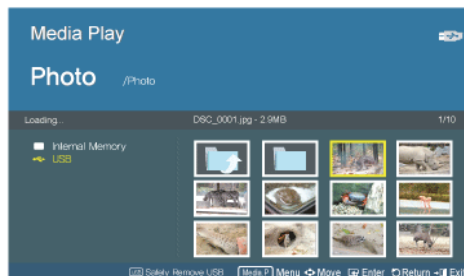 Media Play
Photo /Photo
Loading... DSC_0001.jpg - 2.9MB 1/10
Internal Memory
USB
Safely Remove USB Media P Menu Move Enter Return Exit